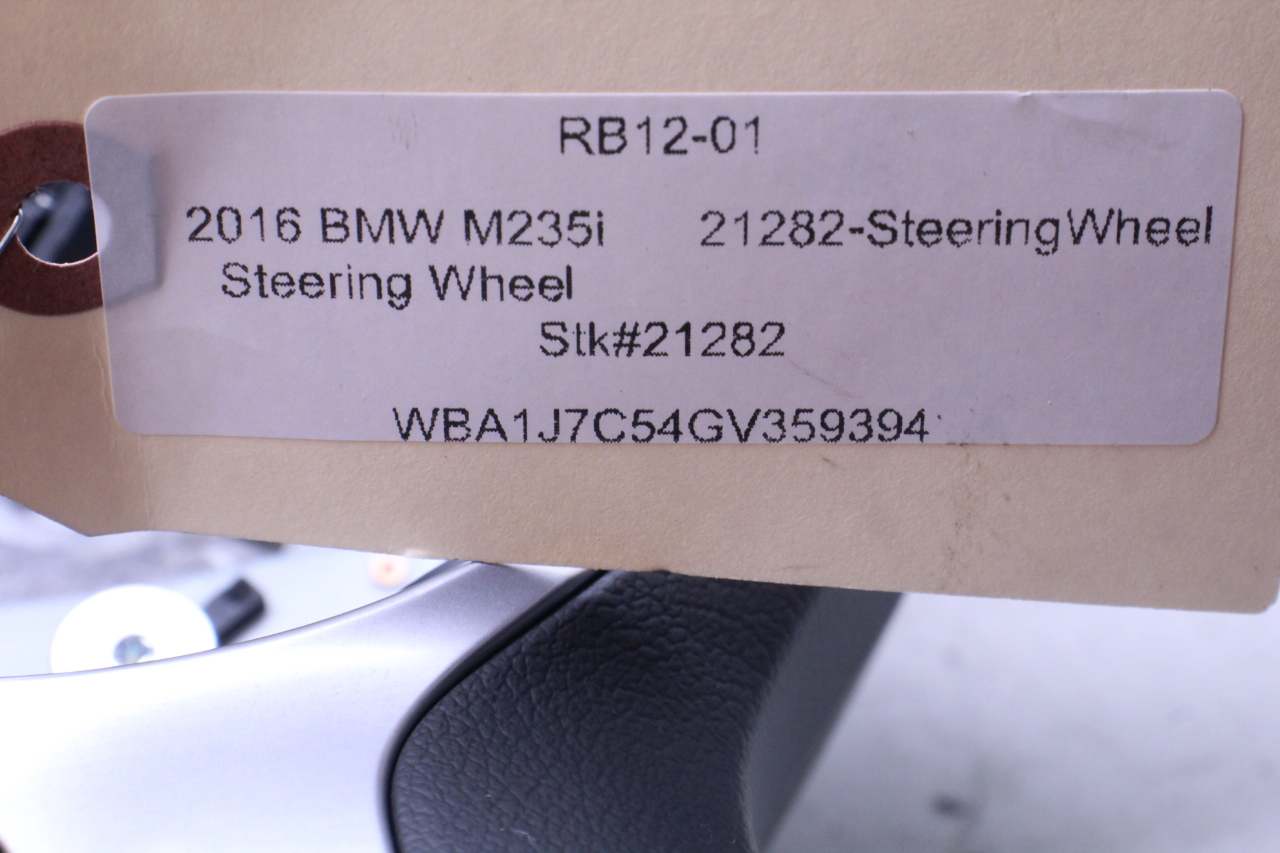 RB12-01
2016 BMW M235i 21282-SteeringWheel
Steering Wheel
Stk#21282
WBA1J7C54GV359394